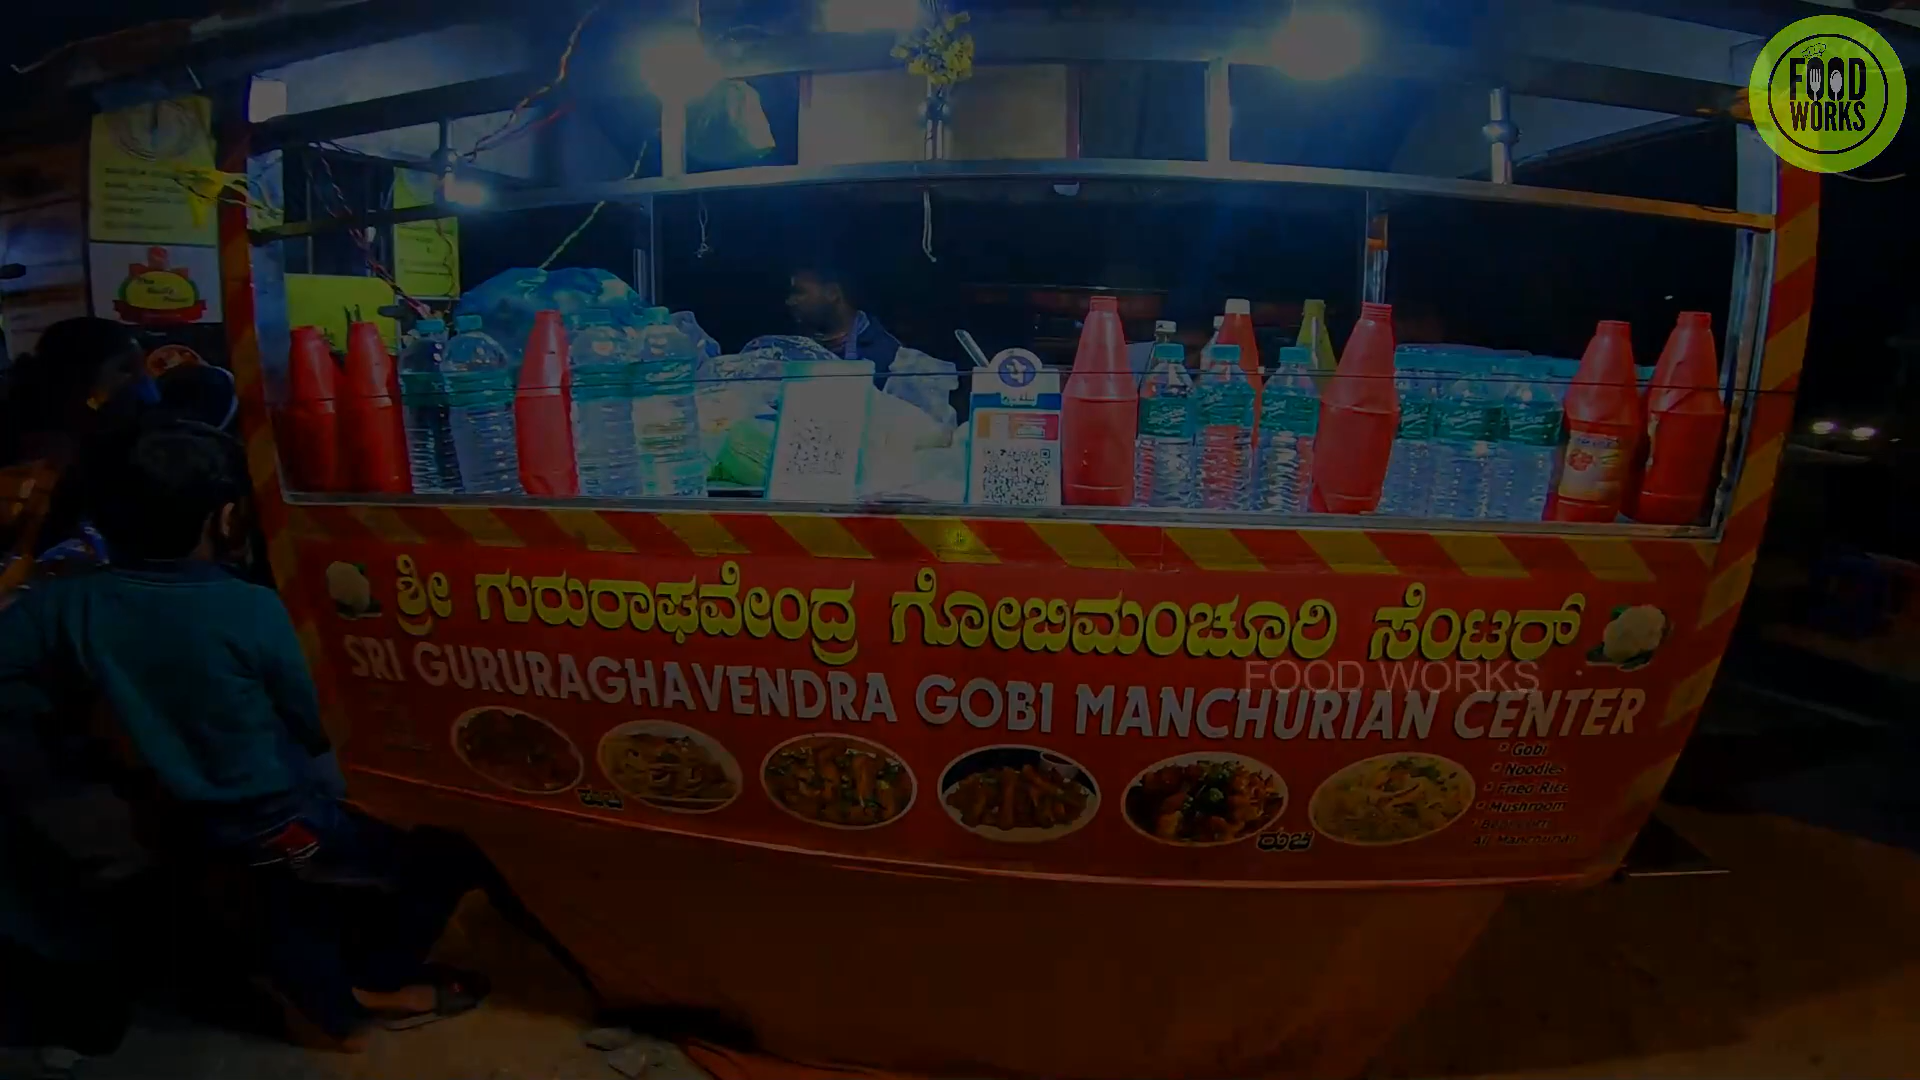 FOOD
WORKS
ಶ್ರೀ ಗುರುರಾಘವೇಂದ್ರ ಗೋಬಿಮಂಚೂರಿ ಸೆಂಟರ್
SRI GURURAGHAVENDRA GOBI MANCHURIAN CENTER
FOOD WORKS
* Gobi
* Noodles
* Fried Rice
* Mushroom
ರುಚಿ
ರುಚಿ